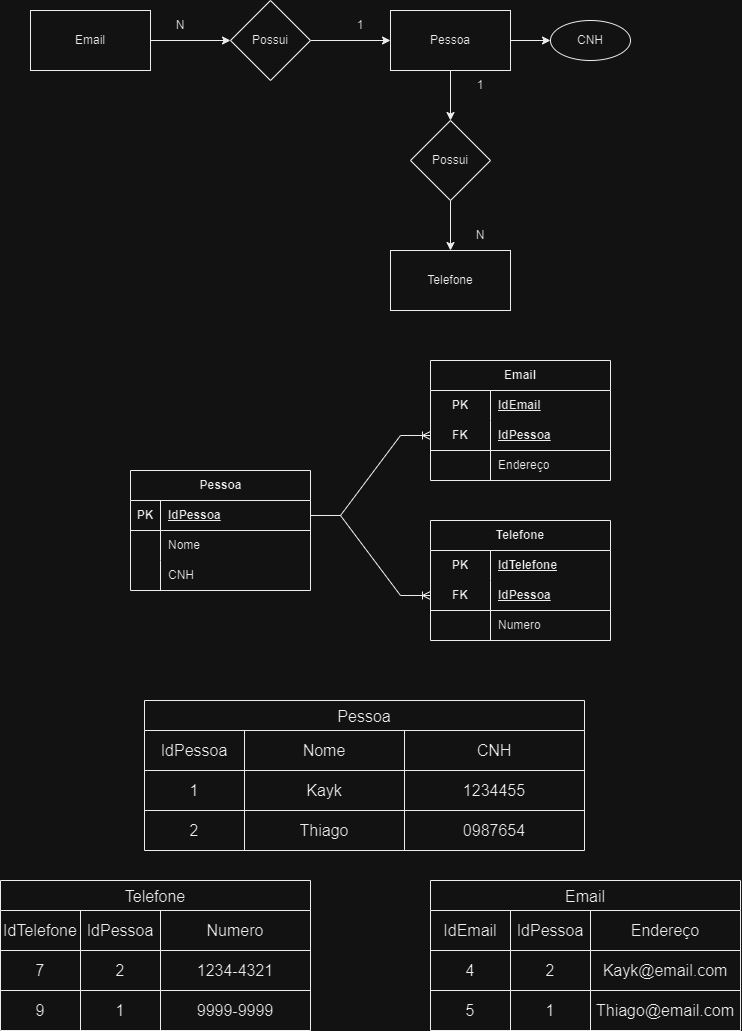 Email N Possui 1 Pessoa CNH
1
Possui
N
Telefone
Email
PK IdEmail
FK IdPessoa
Endereço
Pessoa
PK IdPessoa
Nome
CNH
Telefone
PK IdTelefone
FK IdPessoa
Numero
Pessoa
IdPessoa Nome CNH
1 Kayk 1234455
2 Thiago 0987654
Telefone
IdTelefone IdPessoa Numero
7 2 1234-4321
9 1 9999-9999
Email
IdEmail IdPessoa Endereço
4 2 Kayk@email.com
5 1 Thiago@email.com